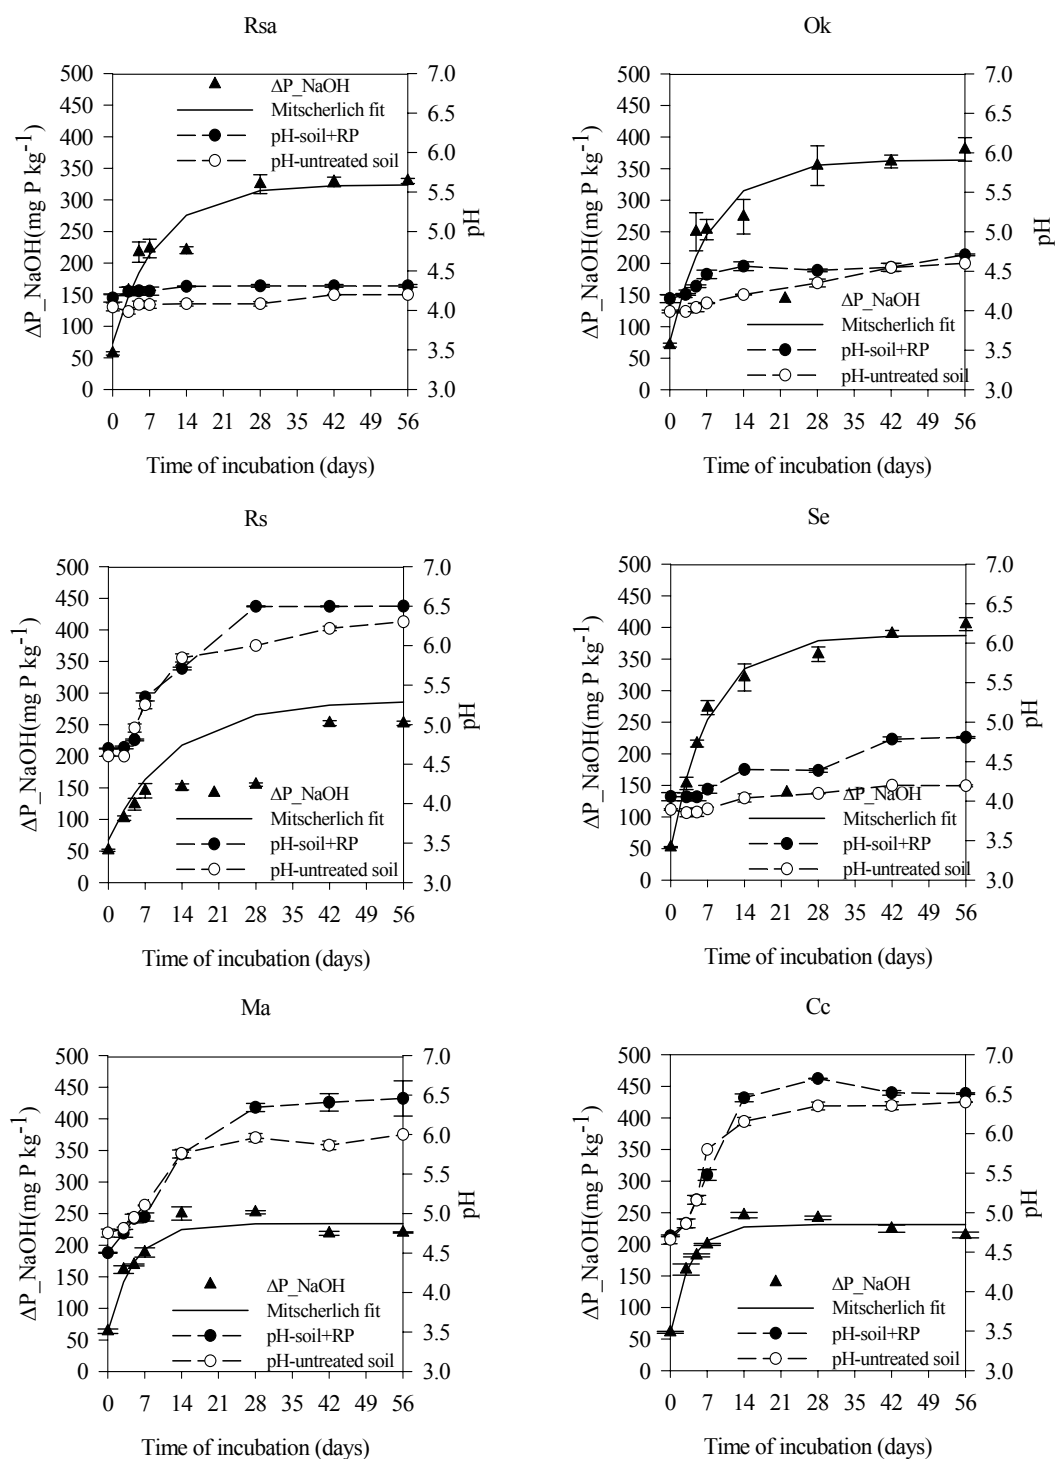 Rsa
ΔP_NaOH(mg P kg-1)
500
450
400
350
300
250
200
150
100
50
0
7.0
6.5
6.0
5.5
5.0
4.5
4.0
3.5
3.0
pH
ΔP_NaOH
Mitscherlich fit
pH-soil+RP
pH-untreated soil
0 7 14 21 28 35 42 49 56
Time of incubation (days)
Ok
ΔP_NaOH(mg P kg-1)
500
450
400
350
300
250
200
150
100
50
0
7.0
6.5
6.0
5.5
5.0
4.5
4.0
3.5
3.0
pH
ΔP_NaOH
Mitscherlich fit
pH-soil+RP
pH-untreated soil
0 7 14 21 28 35 42 49 56
Time of incubation (days)
Rs
ΔP_NaOH(mg P kg-1)
500
450
400
350
300
250
200
150
100
50
0
7.0
6.5
6.0
5.5
5.0
4.5
4.0
3.5
3.0
pH
ΔP_NaOH
Mitscherlich fit
pH-soil+RP
pH-untreated soil
0 7 14 21 28 35 42 49 56
Time of incubation (days)
Se
ΔP_NaOH(mg P kg-1)
500
450
400
350
300
250
200
150
100
50
0
7.0
6.5
6.0
5.5
5.0
4.5
4.0
3.5
3.0
pH
ΔP_NaOH
Mitscherlich fit
pH-soil+RP
pH-untreated soil
0 7 14 21 28 35 42 49 56
Time of incubation (days)
Ma
ΔP_NaOH(mg P kg-1)
500
450
400
350
300
250
200
150
100
50
0
7.0
6.5
6.0
5.5
5.0
4.5
4.0
3.5
3.0
pH
ΔP_NaOH
Mitscherlich fit
pH-soil+RP
pH-untreated soil
0 7 14 21 28 35 42 49 56
Time of incubation (days)
Cc
ΔP_NaOH(mg P kg-1)
500
450
400
350
300
250
200
150
100
50
0
7.0
6.5
6.0
5.5
5.0
4.5
4.0
3.5
3.0
pH
ΔP_NaOH
Mitscherlich fit
pH-soil+RP
pH-untreated soil
0 7 14 21 28 35 42 49 56
Time of incubation (days)